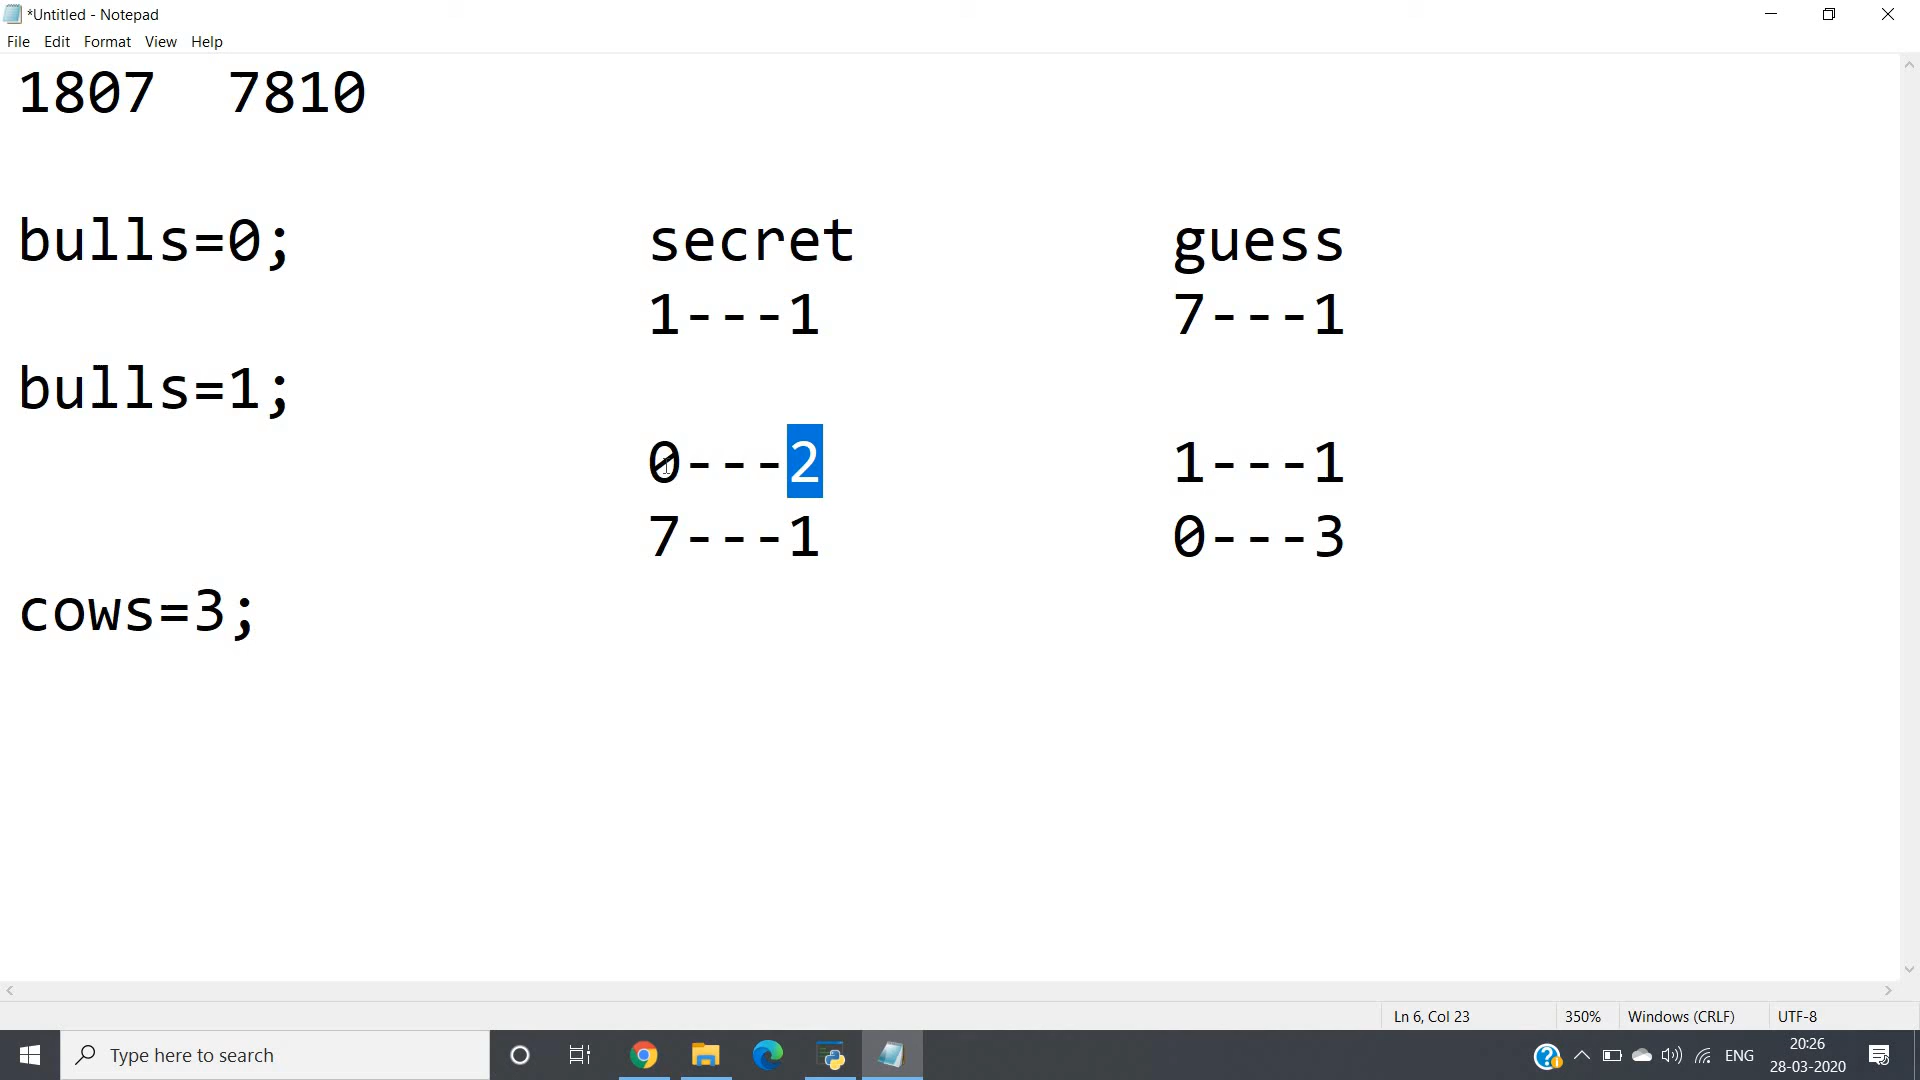 *Untitled - Notepad
File Edit Format View Help
1807 7810
bulls=0; secret guess
1---1 7---1
bulls=1;
0---2 1---1
7---1 0---3
cows=3;
Ln 6, Col 23 350% Windows (CRLF) UTF-8
Type here to search
ENG
20:26
28-03-2020